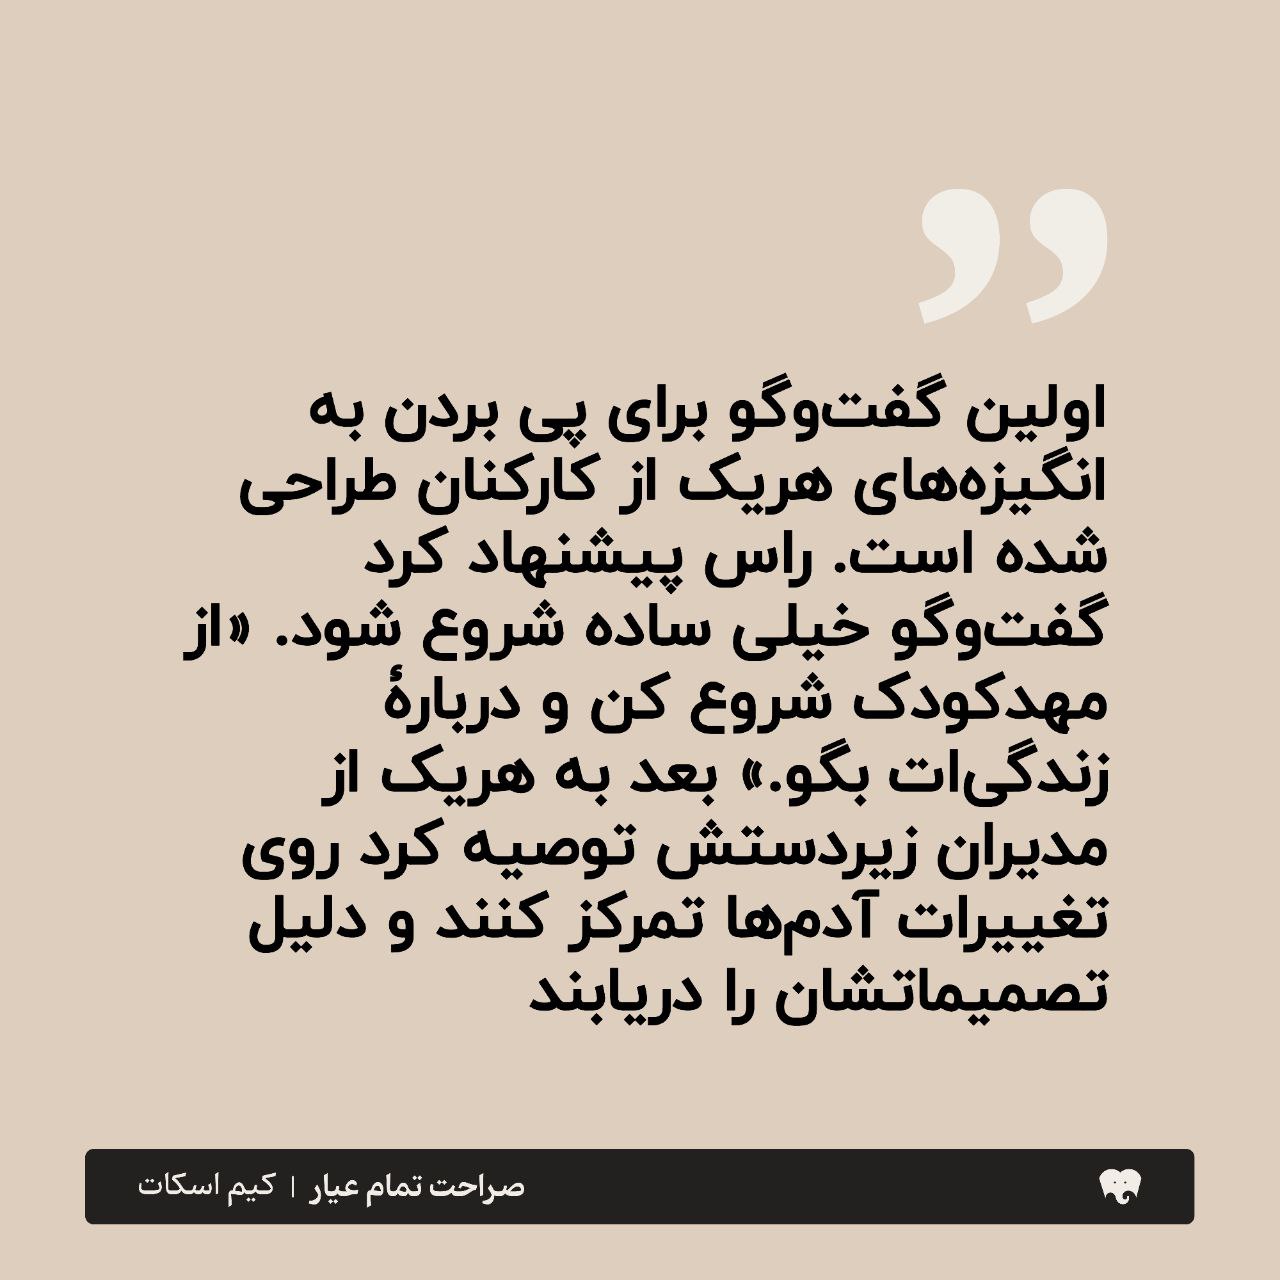 اولین گفت‌وگو برای پی بردن به
انگیزه‌های هریک از کارکنان طراحی
شده است. راس پیشنهاد کرد
گفت‌وگو خیلی ساده شروع شود. «از
مهدکودک شروع کن و دربارهٔ
زندگی‌ات بگو.» بعد به هریک از
مدیران زیردستش توصیه کرد روی
تغییرات آدم‌ها تمرکز کنند و دلیل
تصمیماتشان را دریابند
صراحت تمام عیار | کیم اسکات